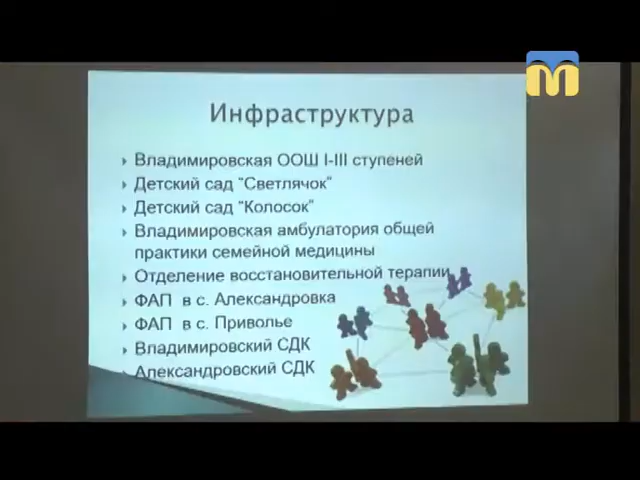 Инфраструктура
Владимировская ООШ I-III ступеней
Детский сад "Светлячок"
Детский сад "Колосок"
Владимировская амбулатория общей
практики семейной медицины
Отделение восстановительной терапии
ФАП в с. Александровка
ФАП в с. Приволье
Владимировский СДК
Александровский СДК